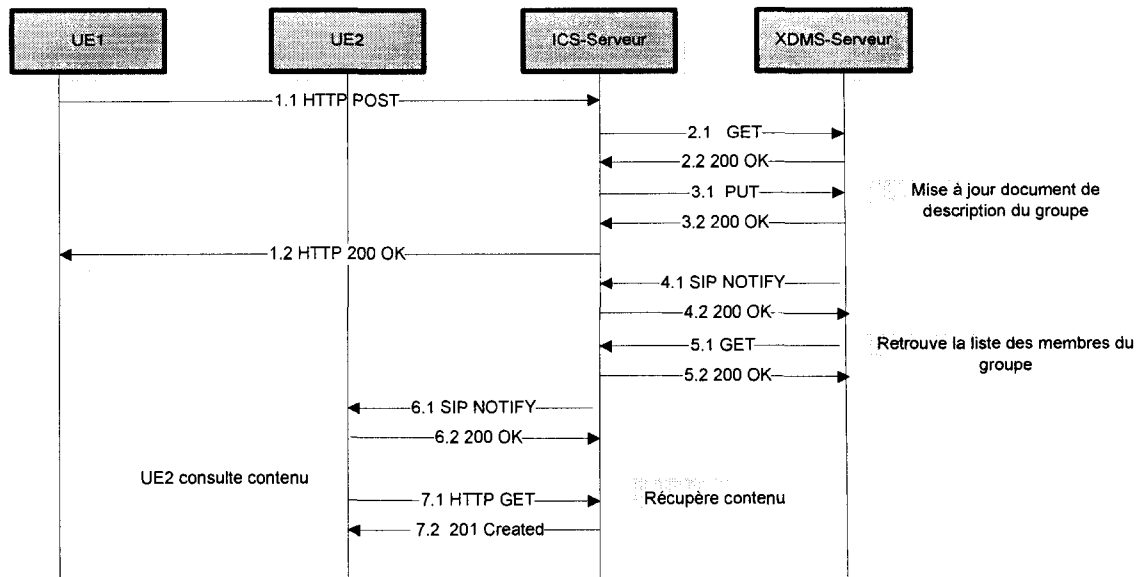 UE1
UE2
ICS-Serveur
XDMS-Serveur
1.1 HTTP POST
2.1 GET
2.2 200 OK
3.1 PUT
Mise à jour document de
description du groupe
3.2 200 OK
1.2 HTTP 200 OK
4.1 SIP NOTIFY
4.2 200 OK
5.1 GET
Retrouve la liste des membres du
groupe
5.2 200 OK
6.1 SIP NOTIFY
6.2 200 OK
UE2 consulte contenu
7.1 HTTP GET
Récupère contenu
7.2 201 Created